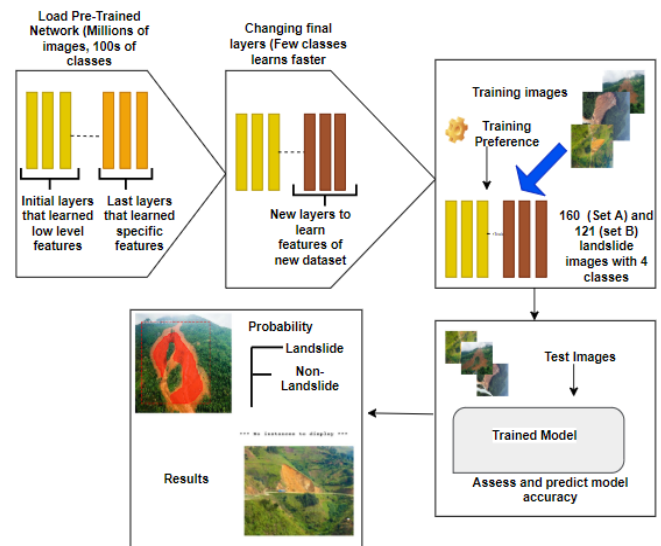 Load Pre-Trained
Network (Millions of
images, 100s of
classes
Initial layers
that learned
low level
features
Last layers
that learned
specific
features
Changing final
layers (Few classes
learns faster
New layers to
learn
features of
new dataset
Training images
Training
Preference
160 (Set A) and
121 (set B)
landslide
images with 4
classes
Test Images
Trained Model
Assess and predict model
accuracy
Probability
Landslide
Non-
Landslide
*** No instances to display ***
Results